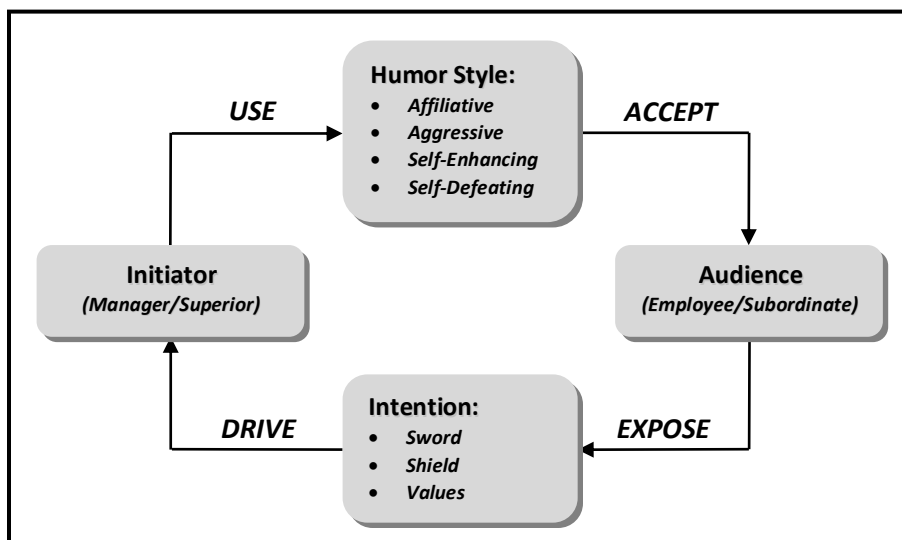 Humor Style:
• Affiliative
• Aggressive
• Self-Enhancing
• Self-Defeating
USE
ACCEPT
Initiator
(Manager/Superior)
Audience
(Employee/Subordinate)
Intention:
• Sword
• Shield
• Values
DRIVE
EXPOSE